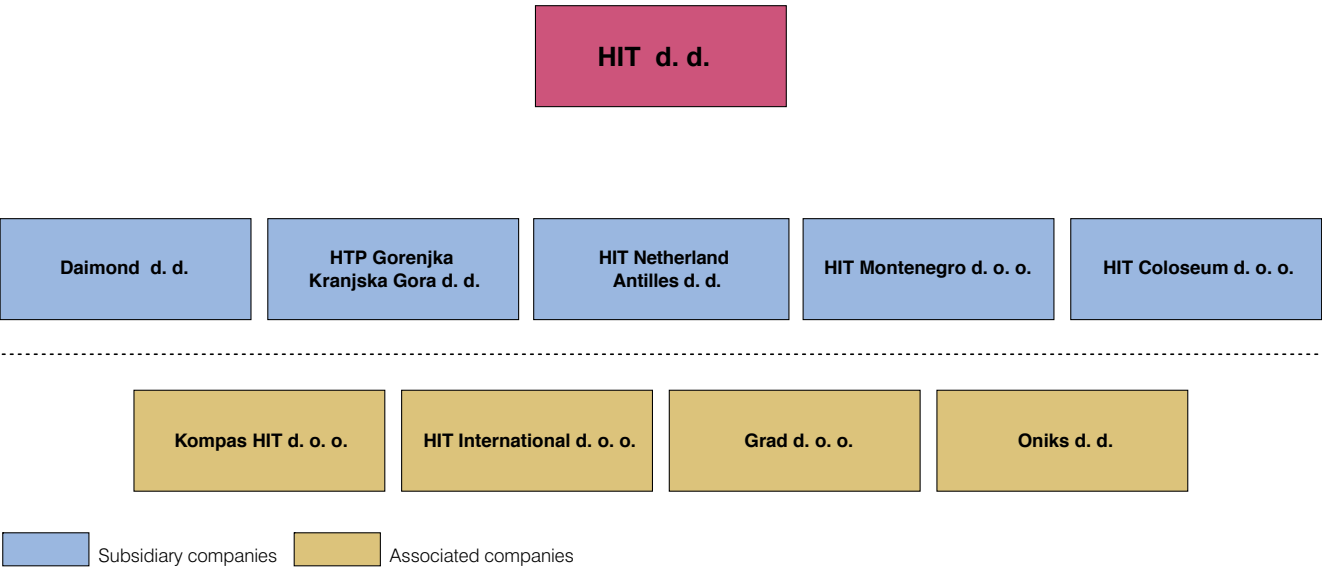 HIT d. d.
Daimond d. d.
HTP Gorenjka
Kranjska Gora d. d.
HIT Netherland
Antilles d. d.
HIT Montenegro d. o. o.
HIT Coloseum d. o. o.
Kompas HIT d. o. o.
HIT International d. o. o.
Grad d. o. o.
Oniks d. d.
Subsidiary companies
Associated companies